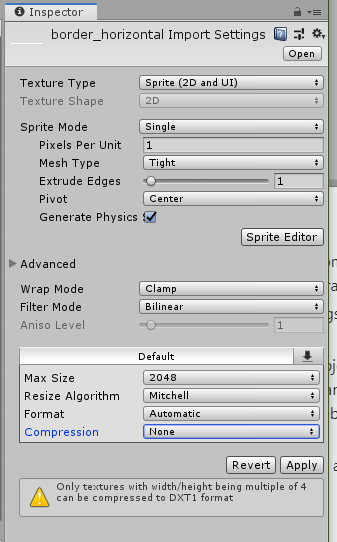 Inspector
border_horizontal Import Settings
Open
Texture Type Sprite (2D and UI)
Texture Shape 2D
Sprite Mode Single
Pixels Per Unit 1
Mesh Type Tight
Extrude Edges 1
Pivot Center
Generate Physics S
Sprite Editor
Advanced
Wrap Mode Clamp
Filter Mode Bilinear
Aniso Level 1
Default
Max Size 2048
Resize Algorithm Mitchell
Format Automatic
Compression None
Revert Apply
Only textures with width/height being multiple of 4
can be compressed to DXT1 format